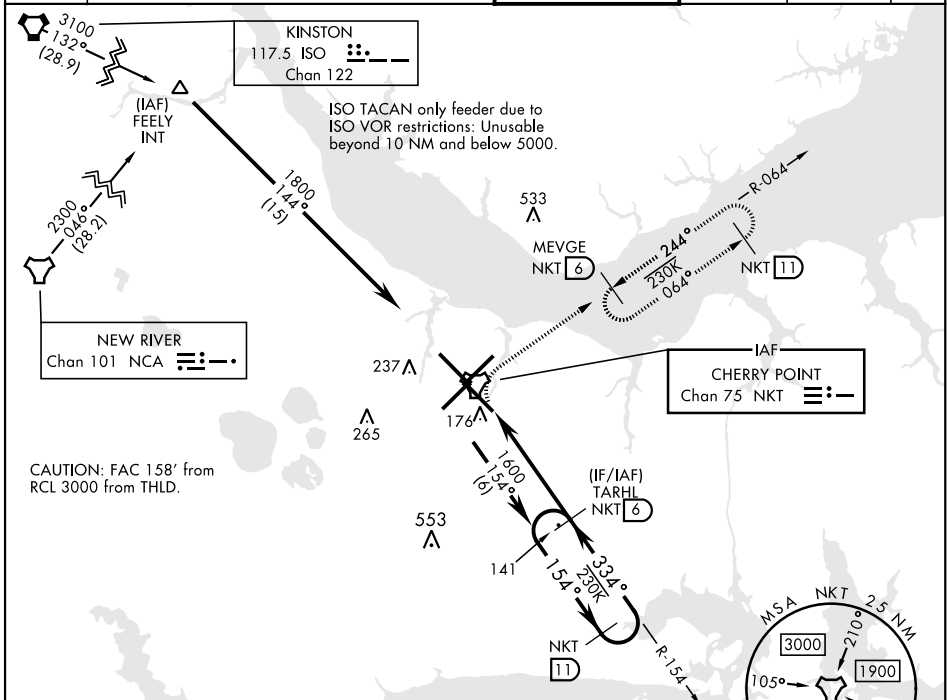 3100
132°
(28.9)
KINSTON
117.5 ISO
Chan 122
(IAF)
FEELY
INT
ISO TACAN only feeder due to
ISO VOR restrictions: Unusable
beyond 10 NM and below 5000.
2300
046°
(28.2)
1800
144°
(15)
533
R-064
MEVGE
NKT 6
244°
230K
064°
NKT 11
NEW RIVER
Chan 101 NCA
237
IAF
CHERRY POINT
Chan 75 NKT
176
265
CAUTION: FAC 158' from
RCL 3000 from THLD.
1600
154°
(6)
(IF/IAF)
TARHL
NKT 6
553
141
334°
230K
154°
NKT
11
R-154
MSA NKT 25 NM
3000
210°
1900
105°